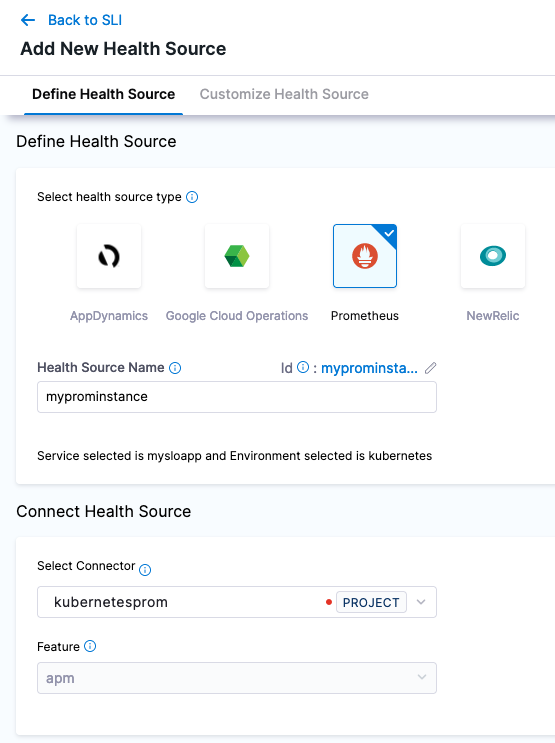 Back to SLI
Add New Health Source
Define Health Source Customize Health Source
Define Health Source
Select health source type
AppDynamics Google Cloud Operations Prometheus NewRelic
Health Source Name Id : myprominsta...
myprominstance
Service selected is mysloapp and Environment selected is kubernetes
Connect Health Source
Select Connector
kubernetesprom PROJECT
Feature
apm